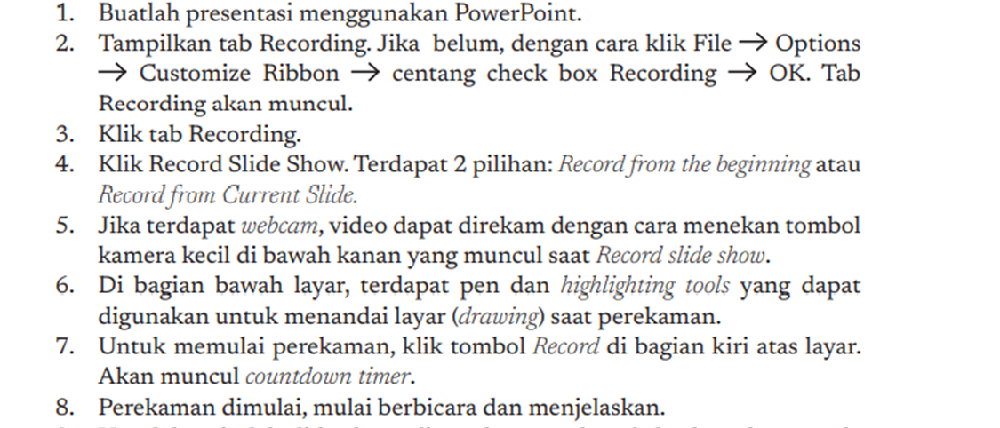 1. Buatlah presentasi menggunakan PowerPoint.
2. Tampilkan tab Recording. Jika belum, dengan cara klik File → Options
→ Customize Ribbon → centang check box Recording → OK. Tab
Recording akan muncul.
3. Klik tab Recording.
4. Klik Record Slide Show. Terdapat 2 pilihan: Record from the beginning atau
Record from Current Slide.
5. Jika terdapat webcam, video dapat direkam dengan cara menekan tombol
kamera kecil di bawah kanan yang muncul saat Record slide show.
6. Di bagian bawah layar, terdapat pen dan highlighting tools yang dapat
digunakan untuk menandai layar (drawing) saat perekaman.
7. Untuk memulai perekaman, klik tombol Record di bagian kiri atas layar.
Akan muncul countdown timer.
8. Perekaman dimulai, mulai berbicara dan menjelaskan.